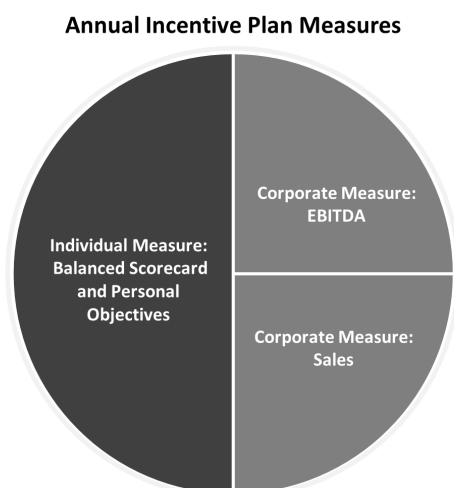 Annual Incentive Plan Measures
Corporate Measure:
EBITDA
Individual Measure:
Balanced Scorecard
and Personal
Objectives
Corporate Measure:
Sales